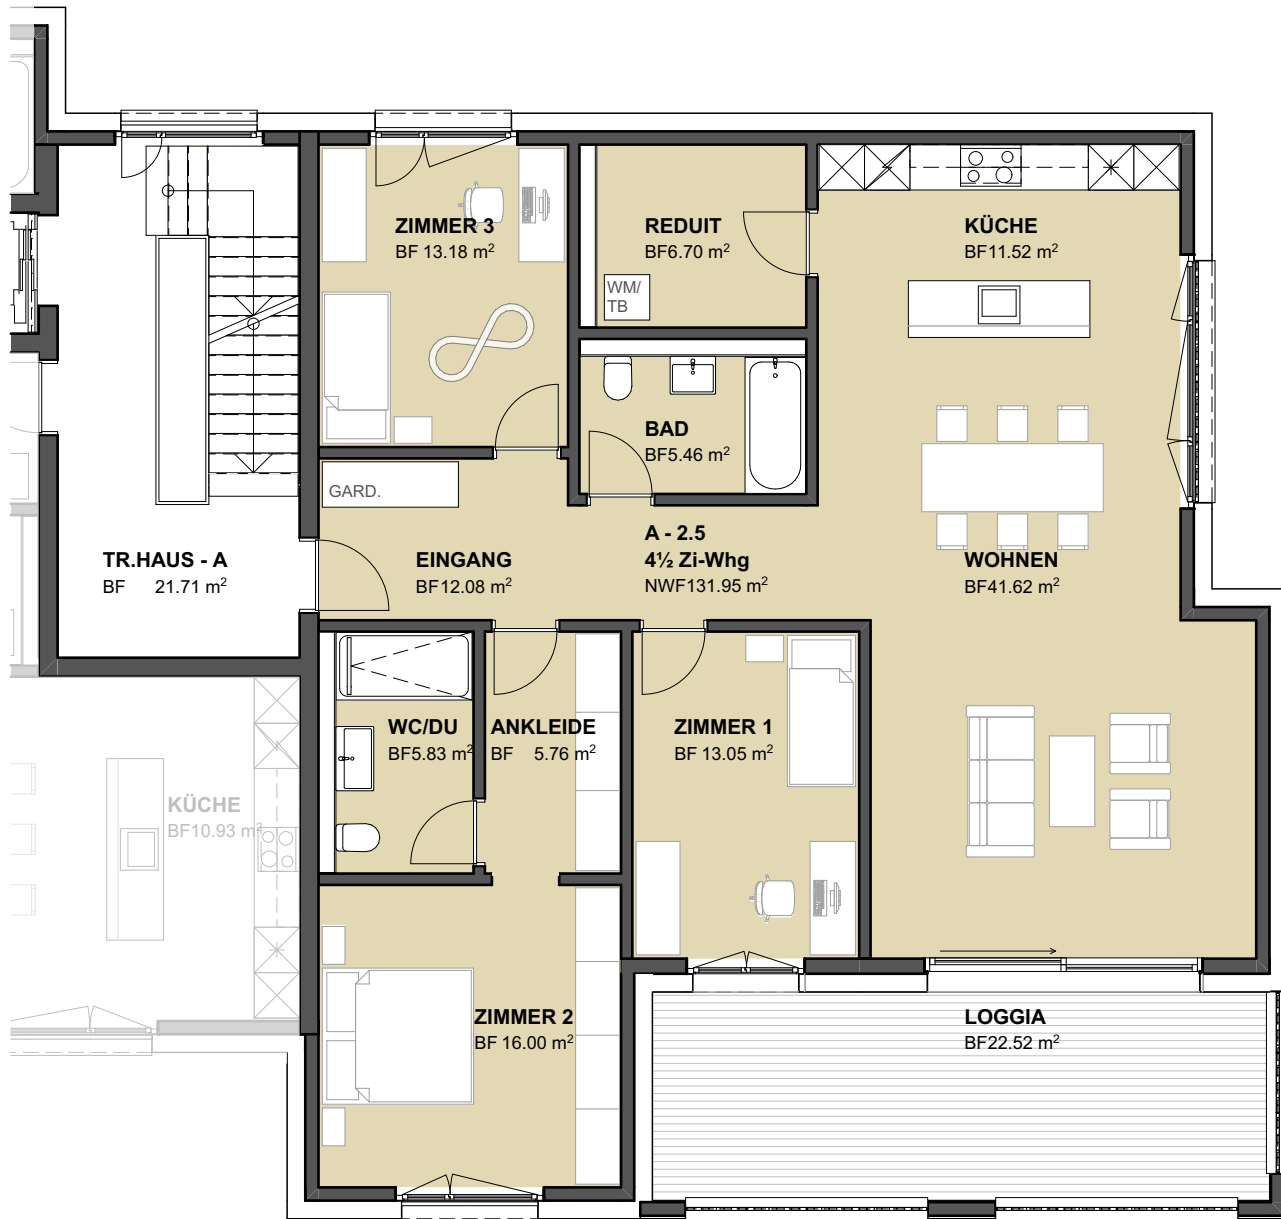 ZIMMER 3
BF 13.18 m²
REDUIT
BF6.70 m²
WM/
TB
KÜCHE
BF11.52 m²
BAD
BF5.46 m²
GARD.
TR.HAUS - A
BF 21.71 m²
EINGANG
BF12.08 m²
A - 2.5
4½ Zi-Whg
NWF131.95 m²
WOHNEN
BF41.62 m²
WC/DU
BF5.83 m²
ANKLEIDE
BF 5.76 m²
ZIMMER 1
BF 13.05 m²
KÜCHE
BF10.93 m²
ZIMMER 2
BF 16.00 m²
LOGGIA
BF22.52 m²